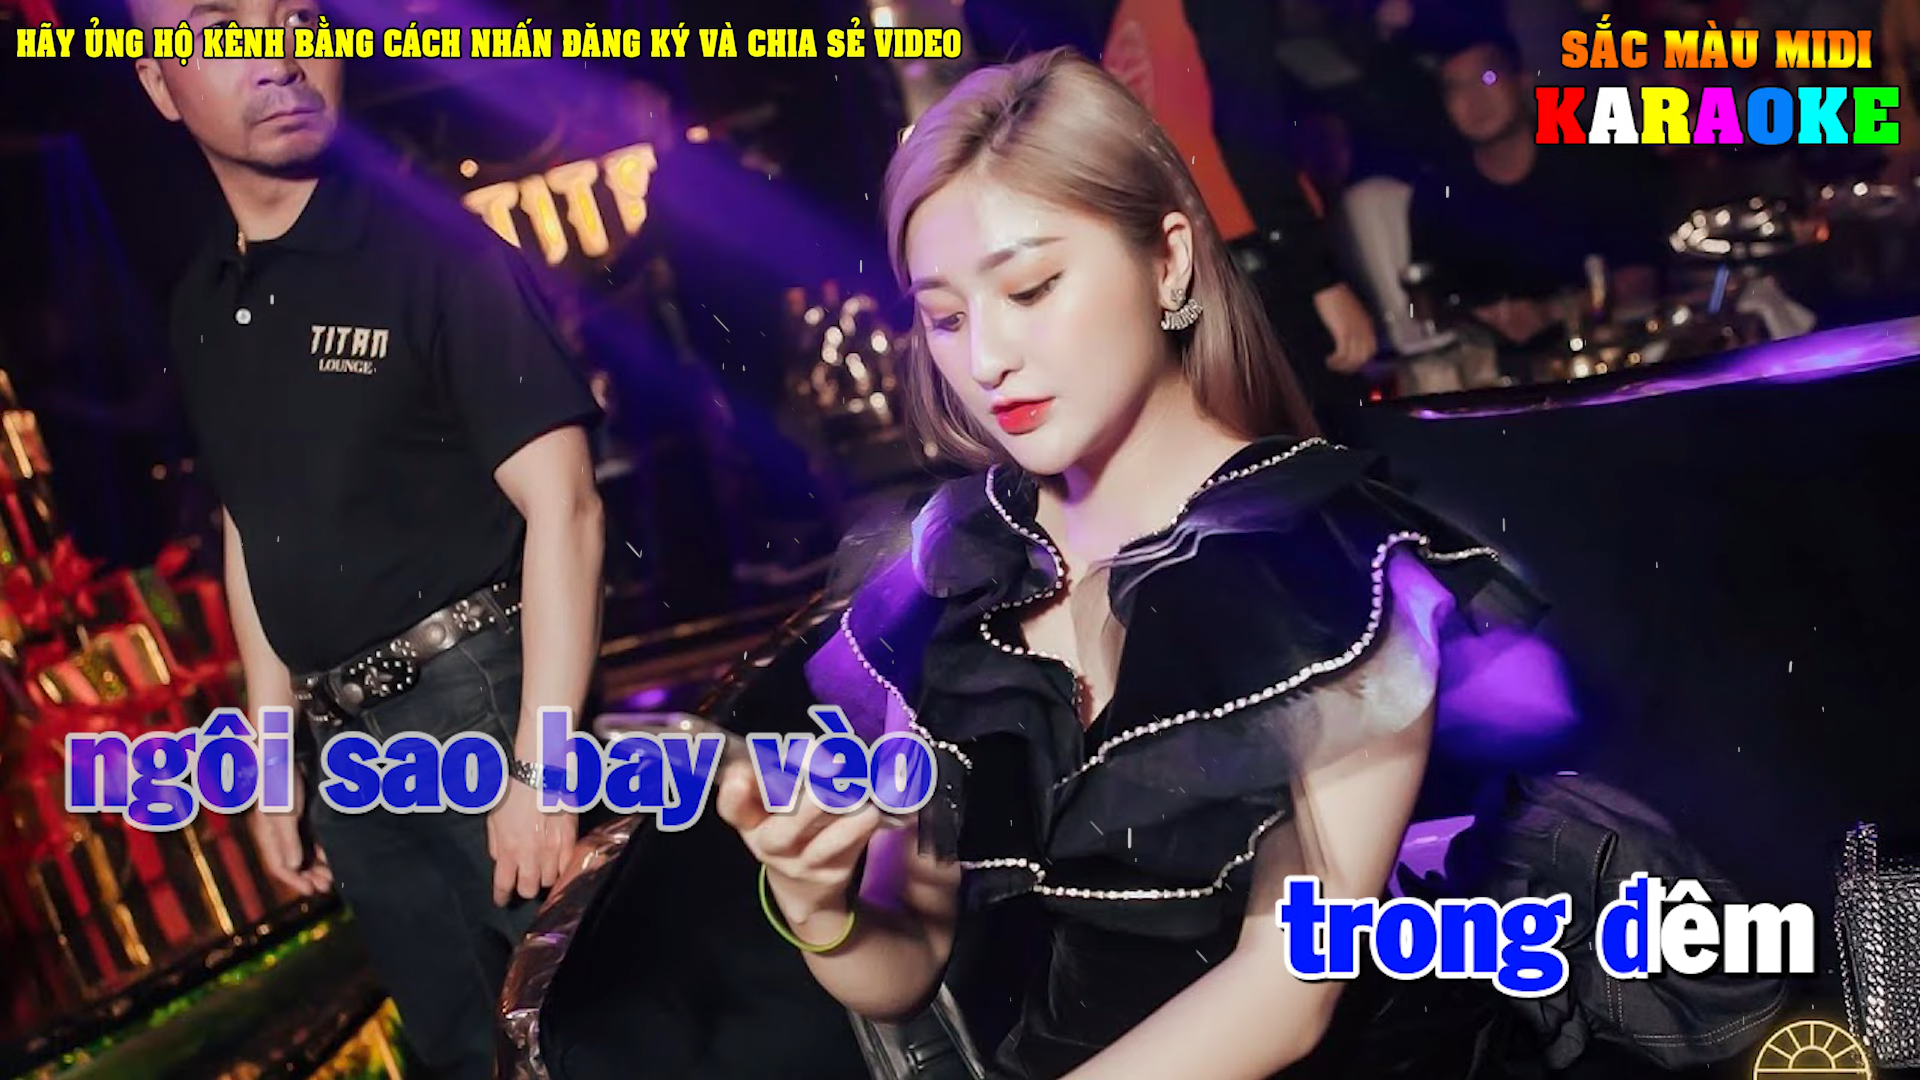 HÃY ỦNG HỘ KÊNH BẰNG CÁCH NHẤN ĐĂNG KÝ VÀ CHIA SẺ VIDEO
SẮC MÀU MIDI
KARAOKE
TITAN
LOUNGE
ngôi sao bay vèo
trong đêm